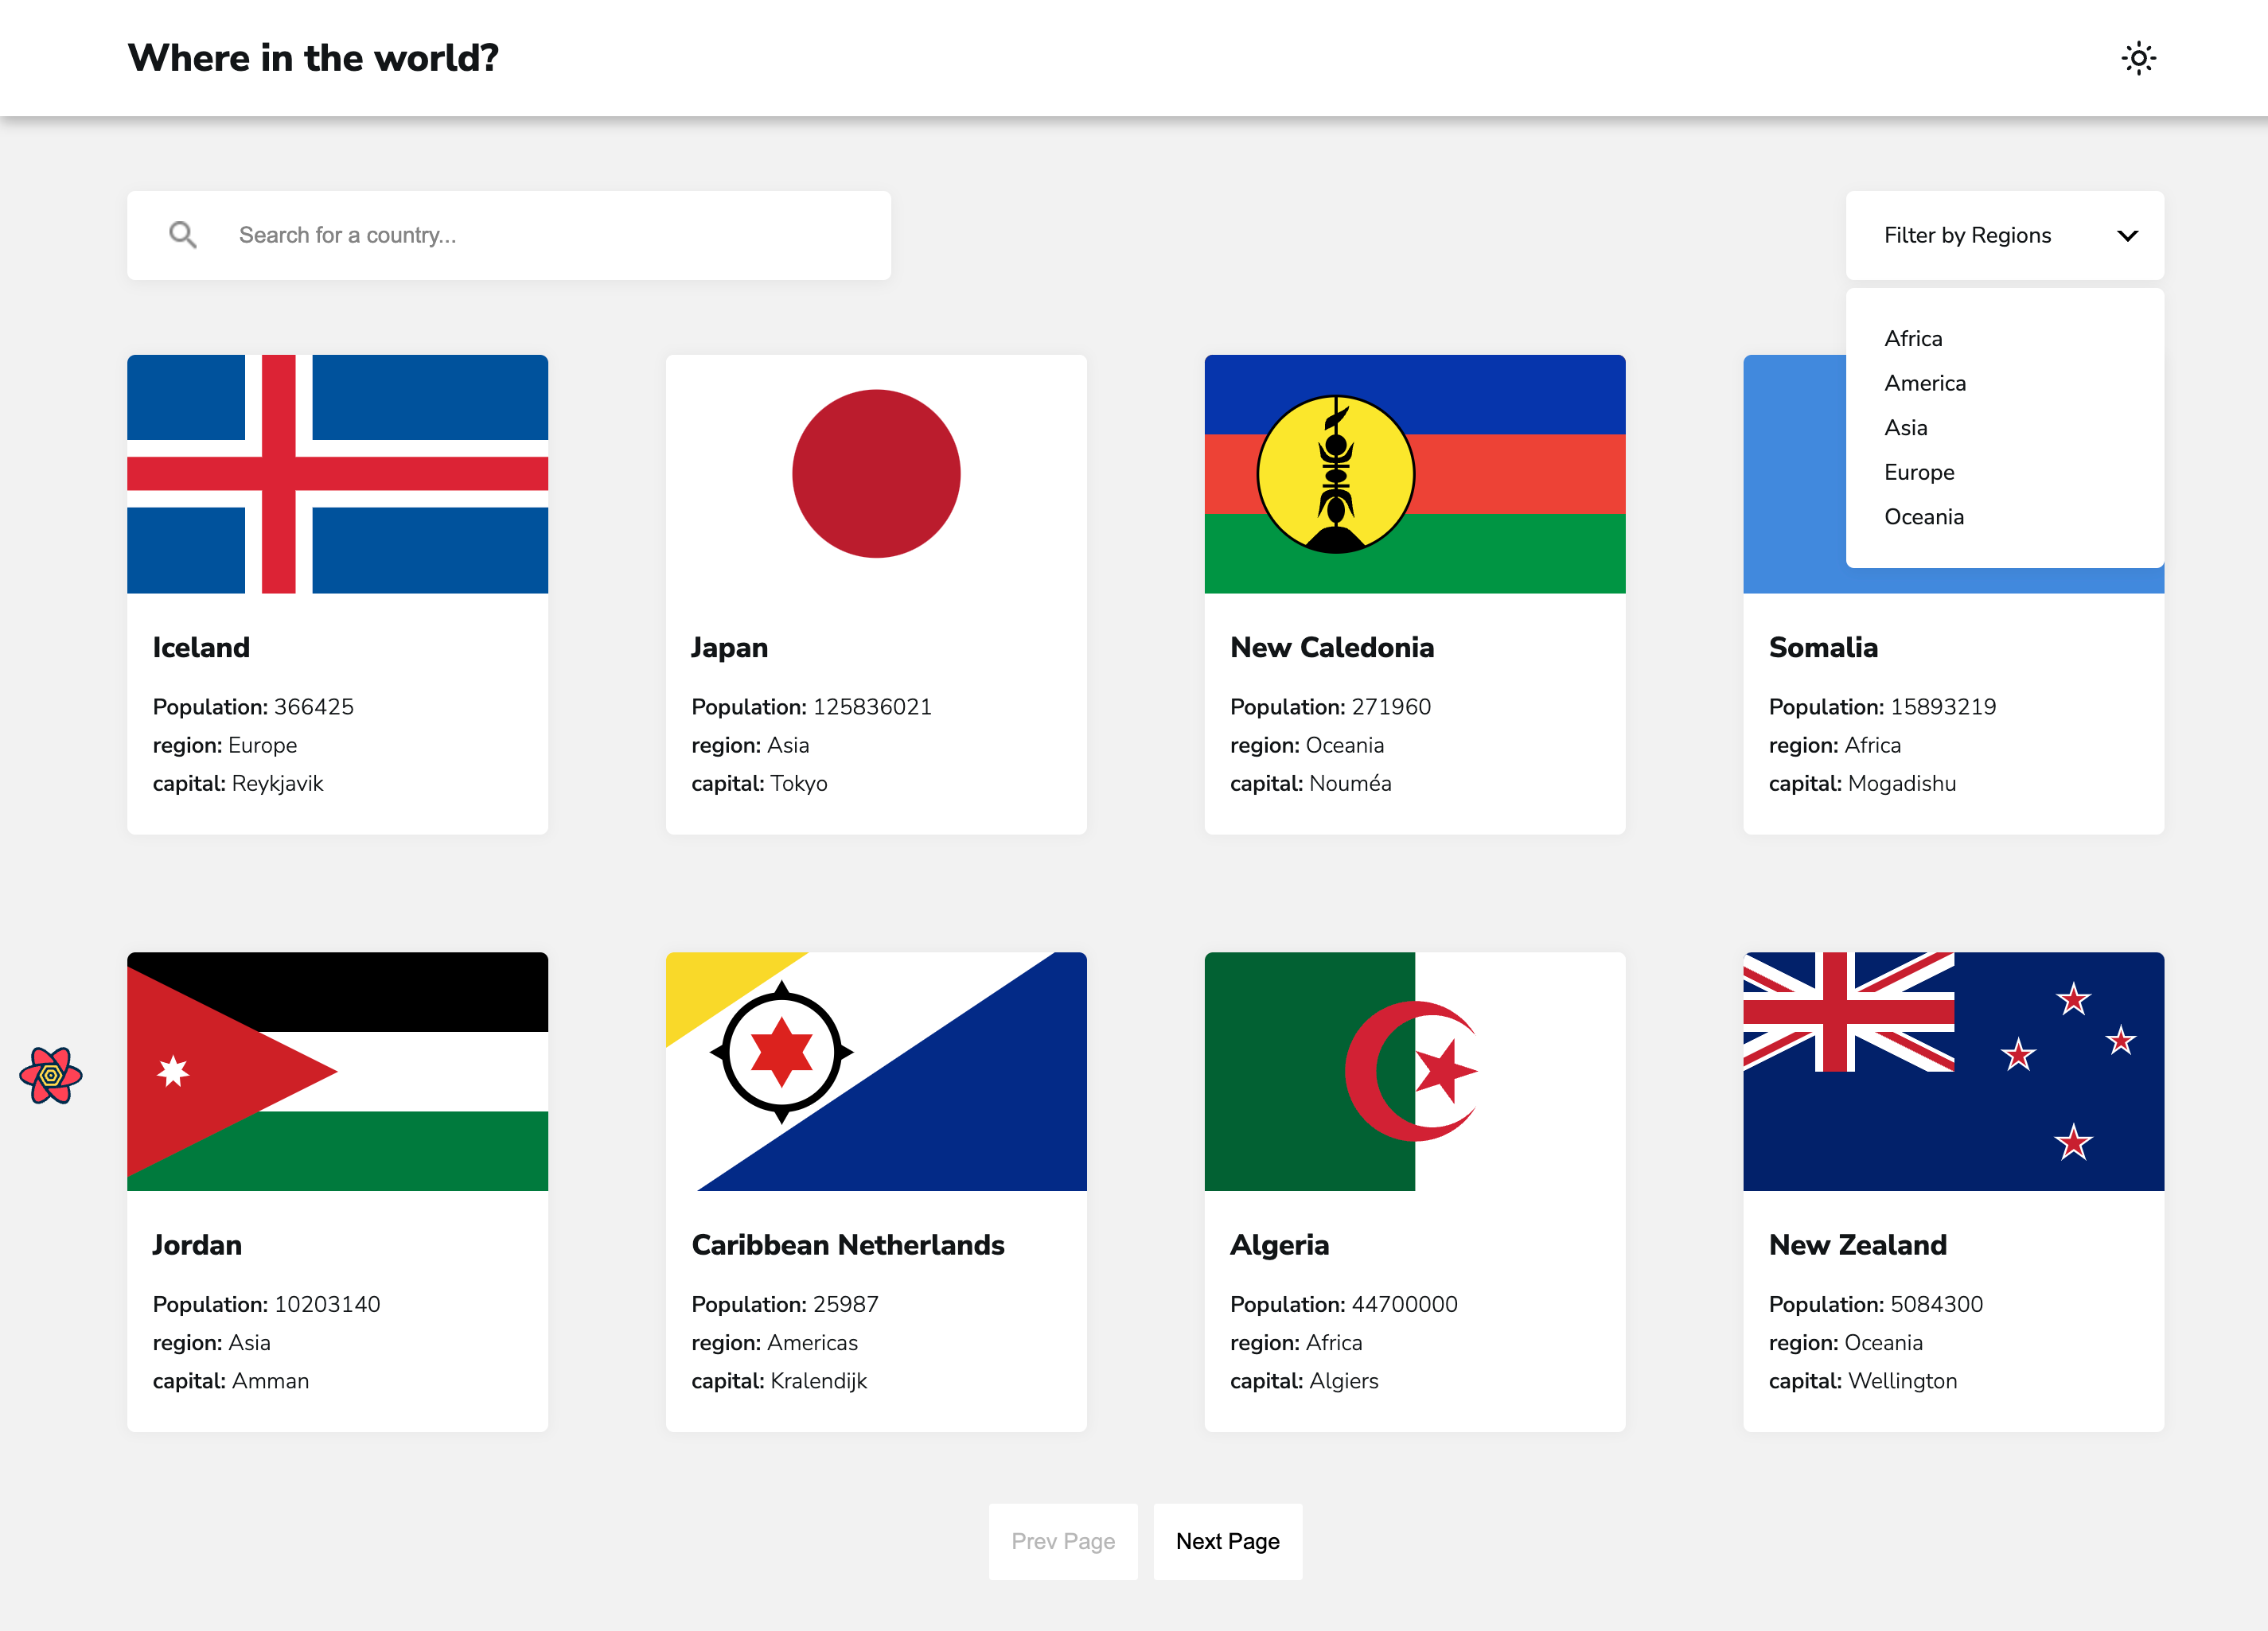 Where in the world?
Search for a country...
Filter by Regions
Africa
America
Asia
Europe
Oceania
Iceland
Population: 366425
region: Europe
capital: Reykjavik
Japan
Population: 125836021
region: Asia
capital: Tokyo
New Caledonia
Population: 271960
region: Oceania
capital: Nouméa
Somalia
Population: 15893219
region: Africa
capital: Mogadishu
Jordan
Population: 10203140
region: Asia
capital: Amman
Caribbean Netherlands
Population: 25987
region: Americas
capital: Kralendijk
Algeria
Population: 44700000
region: Africa
capital: Algiers
New Zealand
Population: 5084300
region: Oceania
capital: Wellington
Prev Page
Next Page